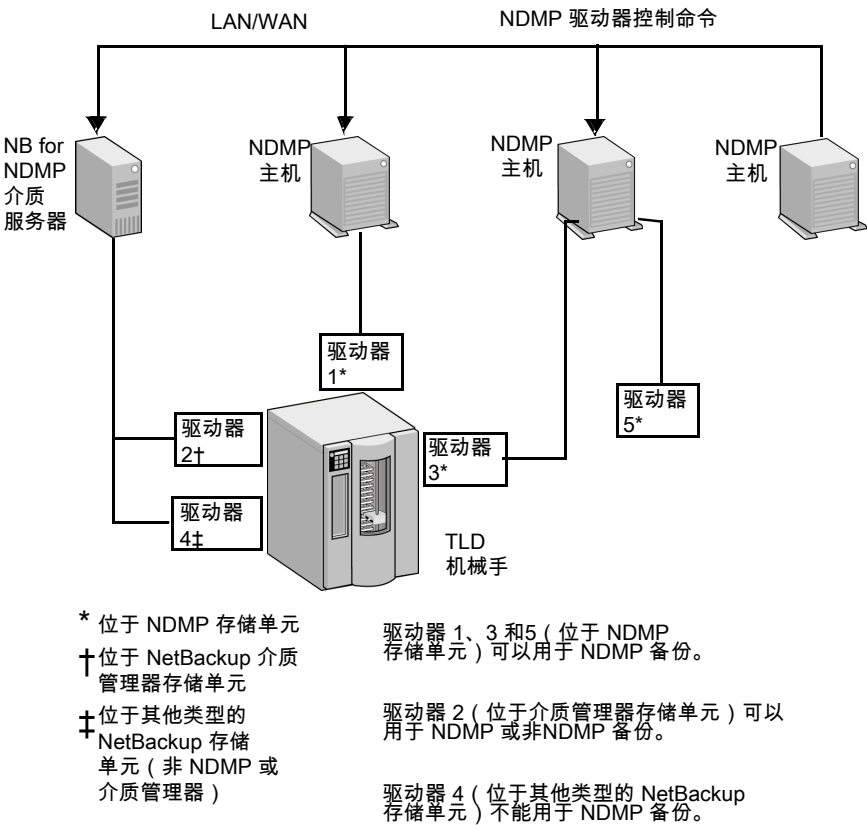 LAN/WAN
NDMP 驱动器控制命令
NB for
NDMP
介质
服务器
NDMP
主机
NDMP
主机
NDMP
主机
驱动器
1*
驱动器
5*
驱动器
2†
驱动器
3*
驱动器
4‡
TLD
机械手
* 位于 NDMP 存储单元
†位于 NetBackup 介质
管理器存储单元
‡位于其他类型的
NetBackup 存储
单元（非 NDMP 或
介质管理器）
驱动器 1、3 和5（位于 NDMP
存储单元）可以用于 NDMP 备份。
驱动器 2（位于介质管理器存储单元）可以
用于 NDMP 或非NDMP 备份。
驱动器 4（位于其他类型的 NetBackup
存储单元）不能用于 NDMP 备份。